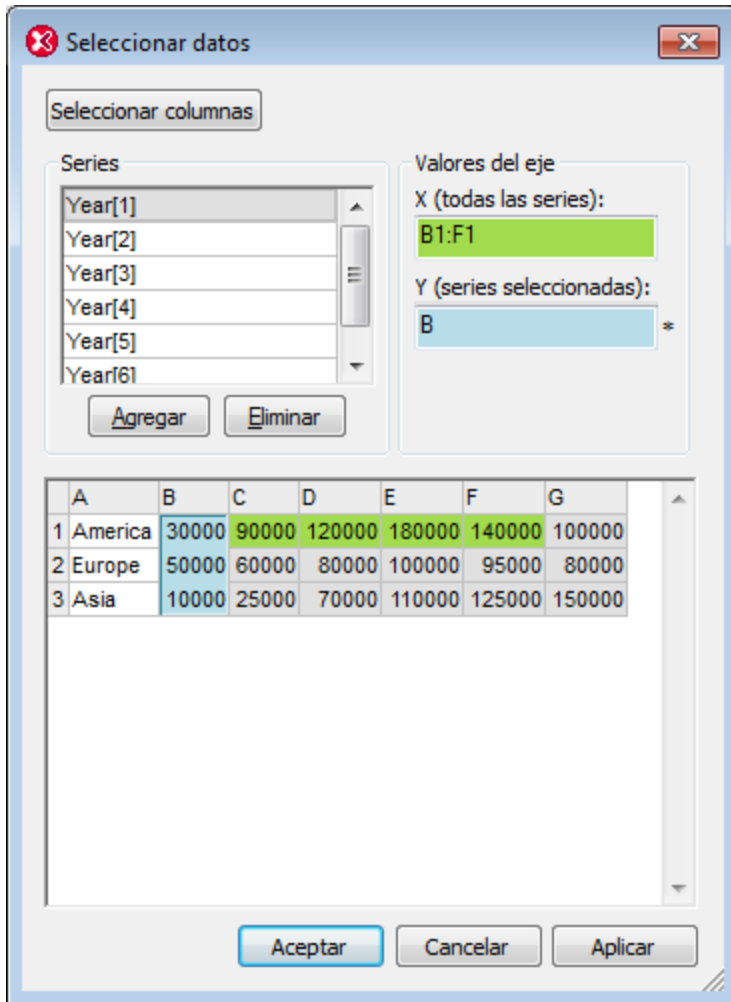 Seleccionar datos
Seleccionar columnas
Series
Year[1]
Year[2]
Year[3]
Year[4]
Year[5]
Year[6]
Agregar Eliminar
Valores del eje
X (todas las series):
B1:F1
Y (series seleccionadas):
B *
A B C D E F G
1 America 30000 90000 120000 180000 140000 100000
2 Europe 50000 60000 80000 100000 95000 80000
3 Asia 10000 25000 70000 110000 125000 150000
Aceptar Cancelar Aplicar